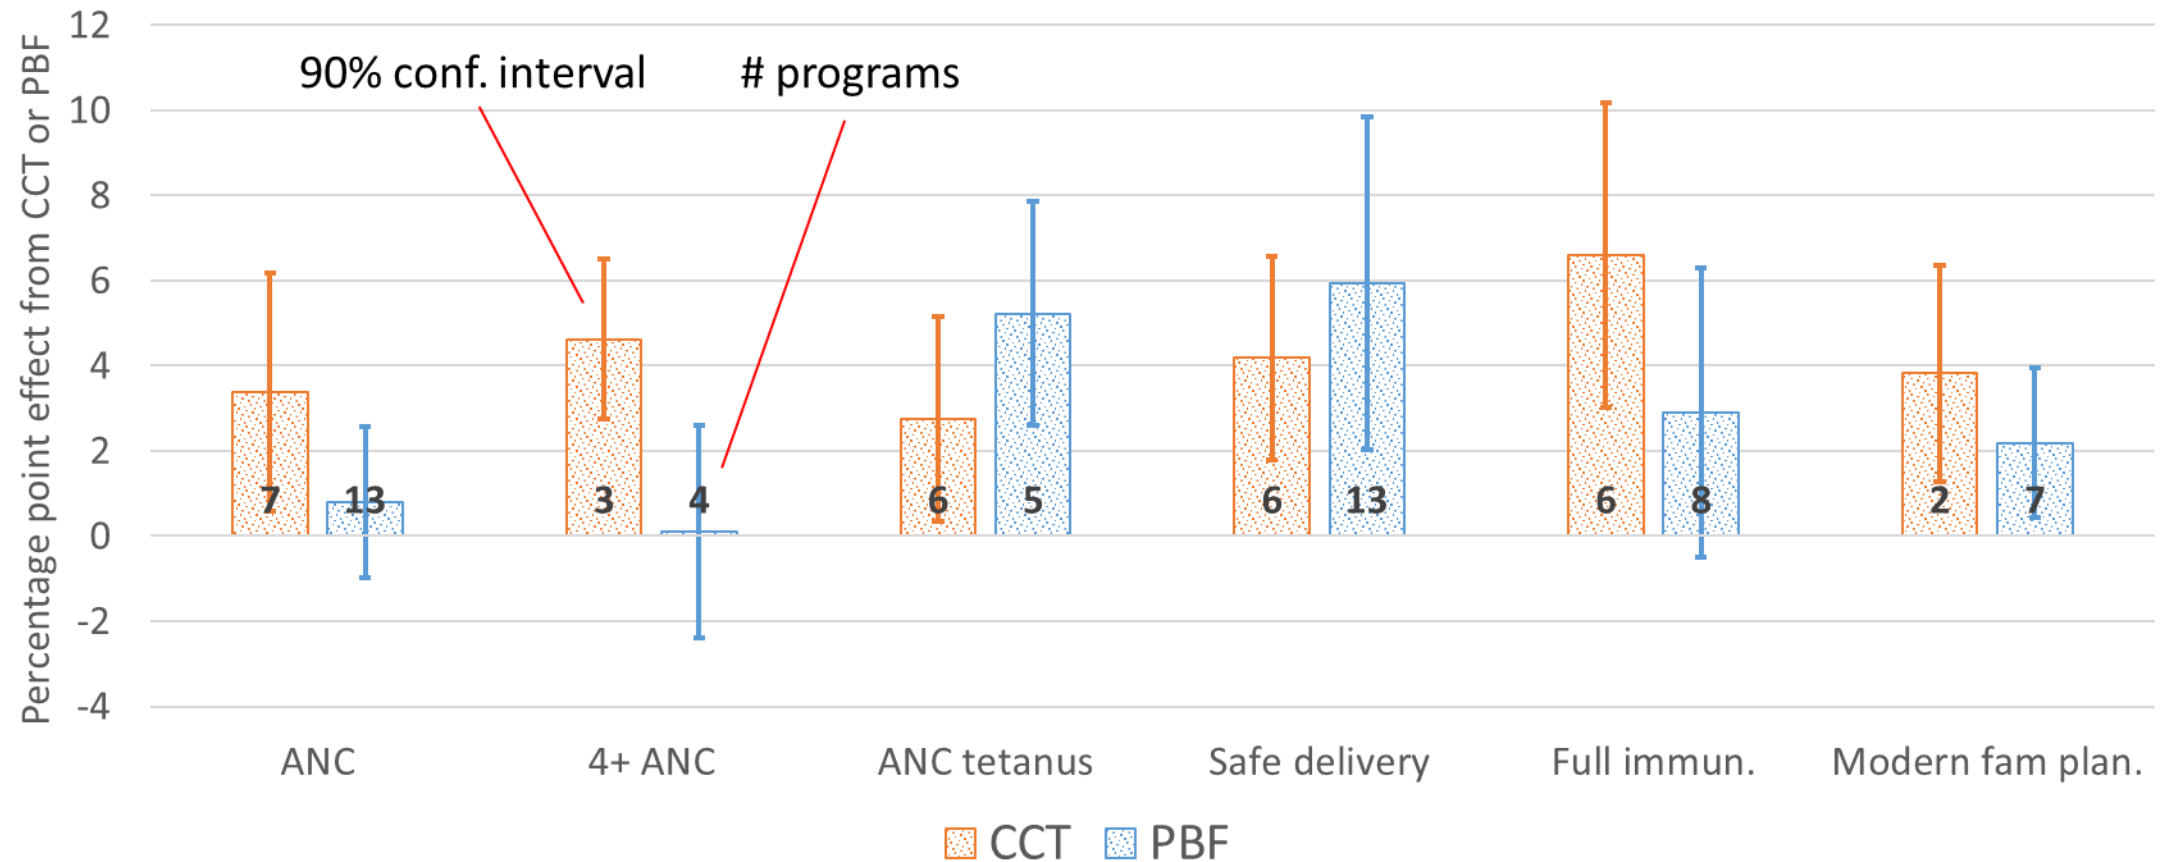 Percentage point effect from CCT or PBF
12
10
8
6
4
2
0
-2
-4
90% conf. interval
# programs
7 13 3 4 6 5 6 13 6 8 2 7
ANC 4+ ANC ANC tetanus Safe delivery Full immun. Modern fam plan.
CCT PBF